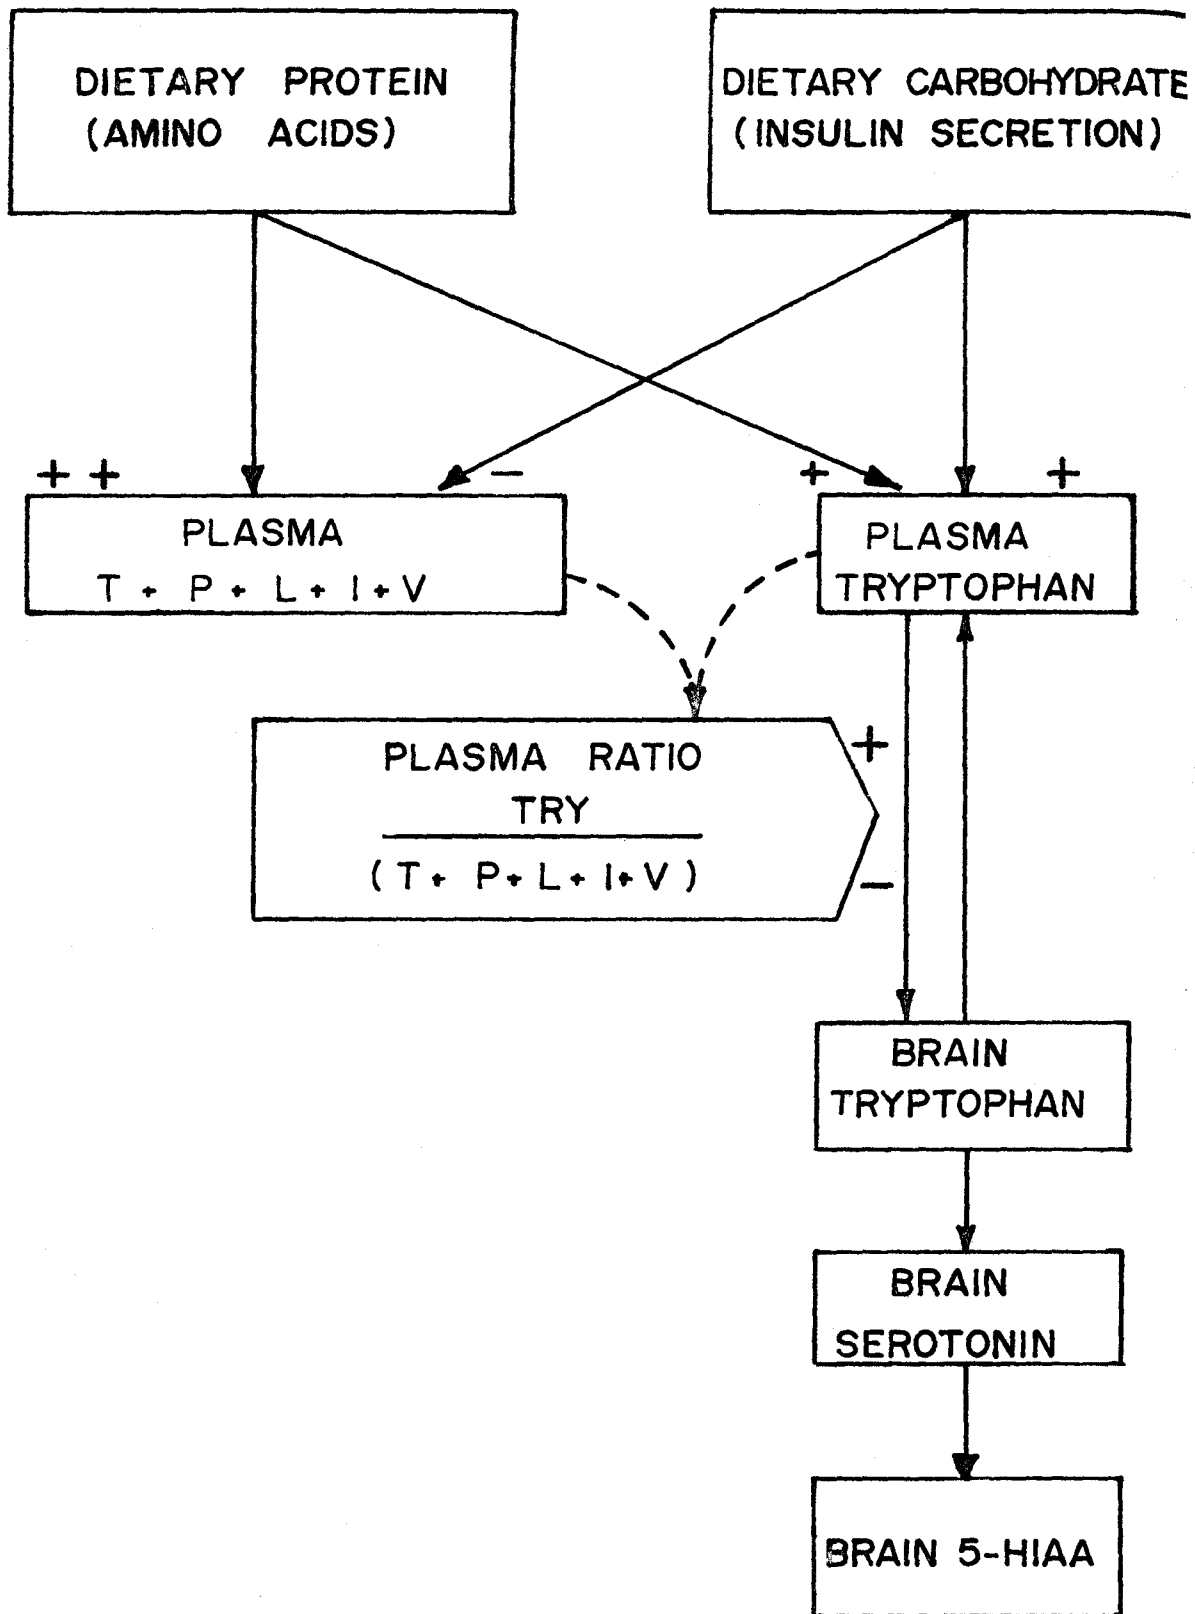 DIETARY PROTEIN
(AMINO ACIDS)
DIETARY CARBOHYDRATE
(INSULIN SECRETION)
+ +
−
+
+
PLASMA
T + P + L + I + V
PLASMA
TRYPTOPHAN
PLASMA RATIO
TRY
(T + P + L + I + V)
+
−
BRAIN
TRYPTOPHAN
BRAIN
SEROTONIN
BRAIN 5-HIAA